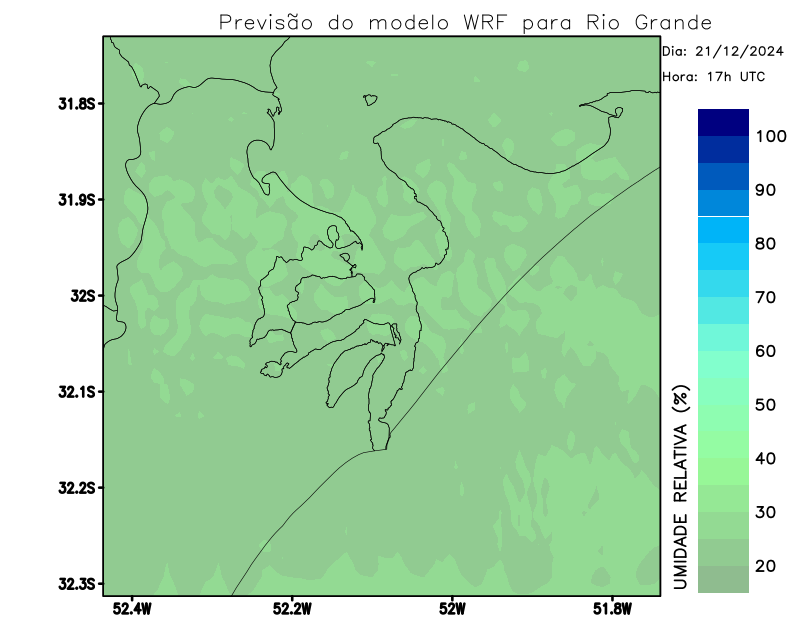 Previsão do modelo WRF para Rio Grande
Dia: 21/12/2024
Hora: 17h UTC
31.8S
31.9S
32S
32.1S
32.2S
32.3S
52.4W
52.2W
52W
51.8W
100
90
80
70
60
50
40
30
20
UMIDADE RELATIVA (%)